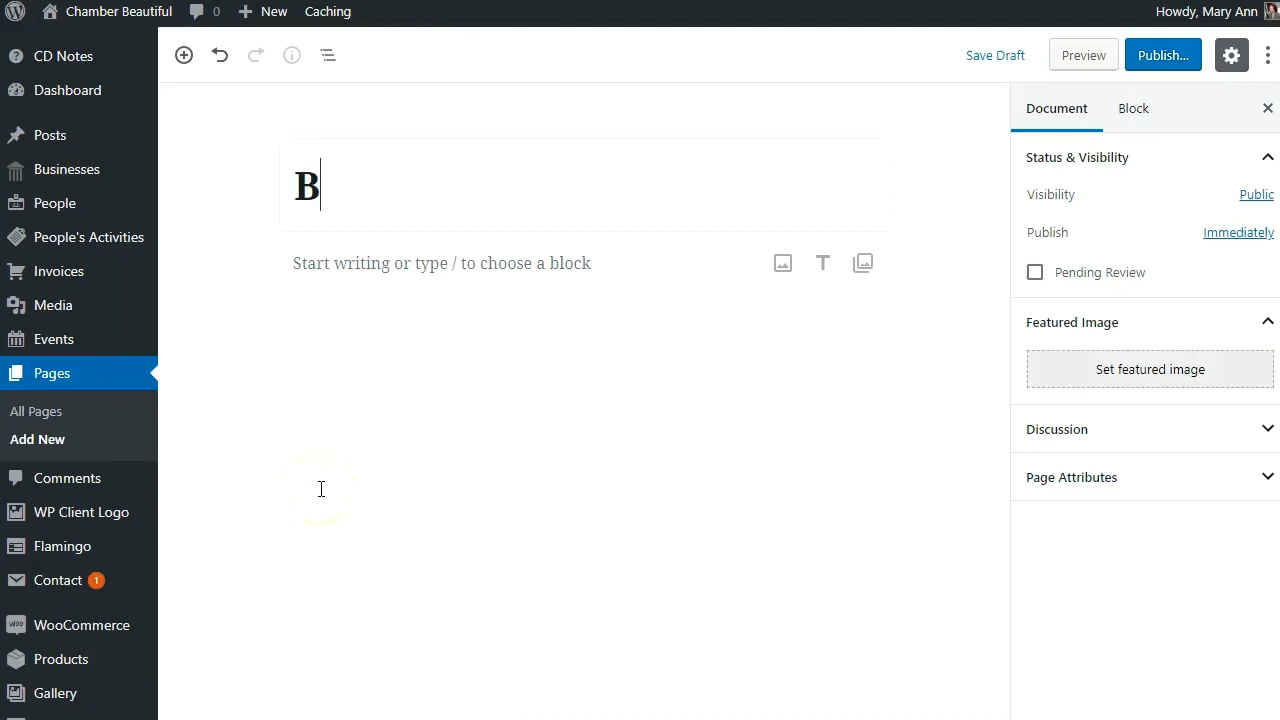 Chamber Beautiful 0 New Caching Howdy, Mary Ann
CD Notes
Dashboard
Posts
Businesses
People
People's Activities
Invoices
Media
Events
Pages
All Pages
Add New
Comments
WP Client Logo
Flamingo
Contact 1
WooCommerce
Products
Gallery
Save Draft Preview Publish...
B
Start writing or type / to choose a block
Document Block
Status & Visibility
Visibility Public
Publish Immediately
Pending Review
Featured Image
Set featured image
Discussion
Page Attributes